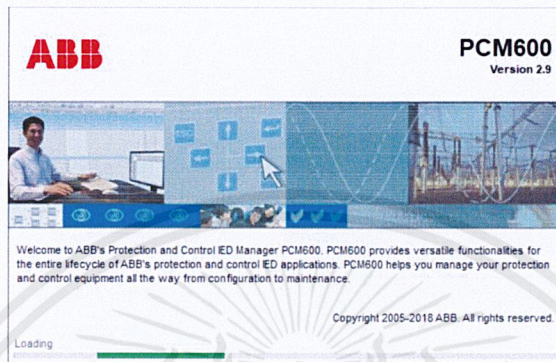 ABB
PCM600
Version 2.9
ESC
Welcome to ABB's Protection and Control IED Manager PCM600. PCM600 provides versatile functionalities for
the entire lifecycle of ABB's protection and control IED applications. PCM600 helps you manage your protection
and control equipment all the way from configuration to maintenance.
Copyright 2005-2018 ABB. All rights reserved.
Loading